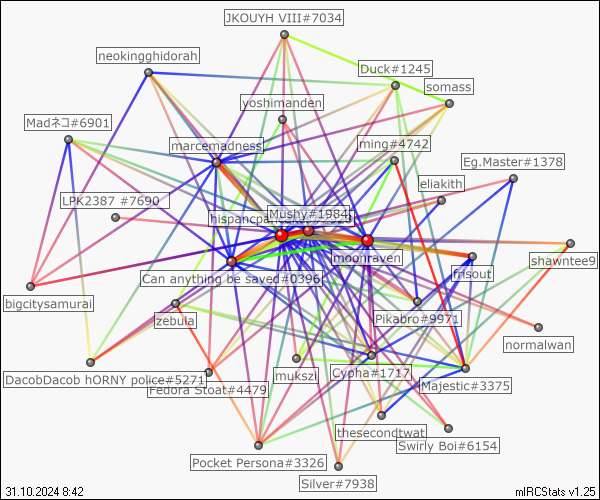 JKOUYH VIII#7034
neokingghidorah
Duck#1245
somass
yoshimanden
Madネコ#6901
ming#4742
marcemadness
Eg.Master#1378
eliakith
LPK2387 #7690
Mushy#1984
moonraven
shawntee9
Can anything be saved#0396
frisout
bigcitysamurai
zebula
Pikabro#9971
normalwan
DacobDacob hORNY police#5271
mukszi
Cypha#1717
Fedora Stoat#4479
Majestic#3375
thesecondtwat
Swirly Boi#6154
Pocket Persona#3326
Silver#7938
31.10.2024 8:42
mIRCStats v1.25